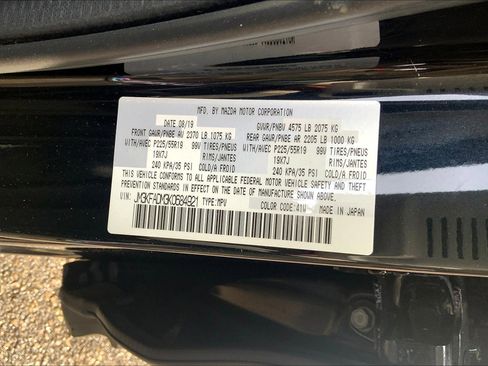 MFD. BY MAZDA MOTOR CORPORATION
DATE 08/19 GVWR/PNBV 4575 LB 2075 KG
FRONT GAWR/PNBE AV 2370 LB 1075 KG REAR GAWR/PNBE AR 2205 LB 1000 KG
WITH/AVEC P225/55R19 99V TIRES/PNEUS WITH/AVEC P225/55R19 99V TIRES/PNEUS
19X7J RIMS/JANTES 19X7J RIMS/JANTES
240 KPA/35 PSI COLD/A FROID 240 KPA/35 PSI COLD/A FROID
THIS VEHICLE CONFORMS TO ALL APPLICABLE FEDERAL MOTOR VEHICLE SAFETY AND THEFT
PREVENTION STANDARDS IN EFFECT ON THE DATE OF MANUFACTURE SHOWN ABOVE.
VIN: TYPE: MPV COLOR CODE: 41W MADE IN JAPAN